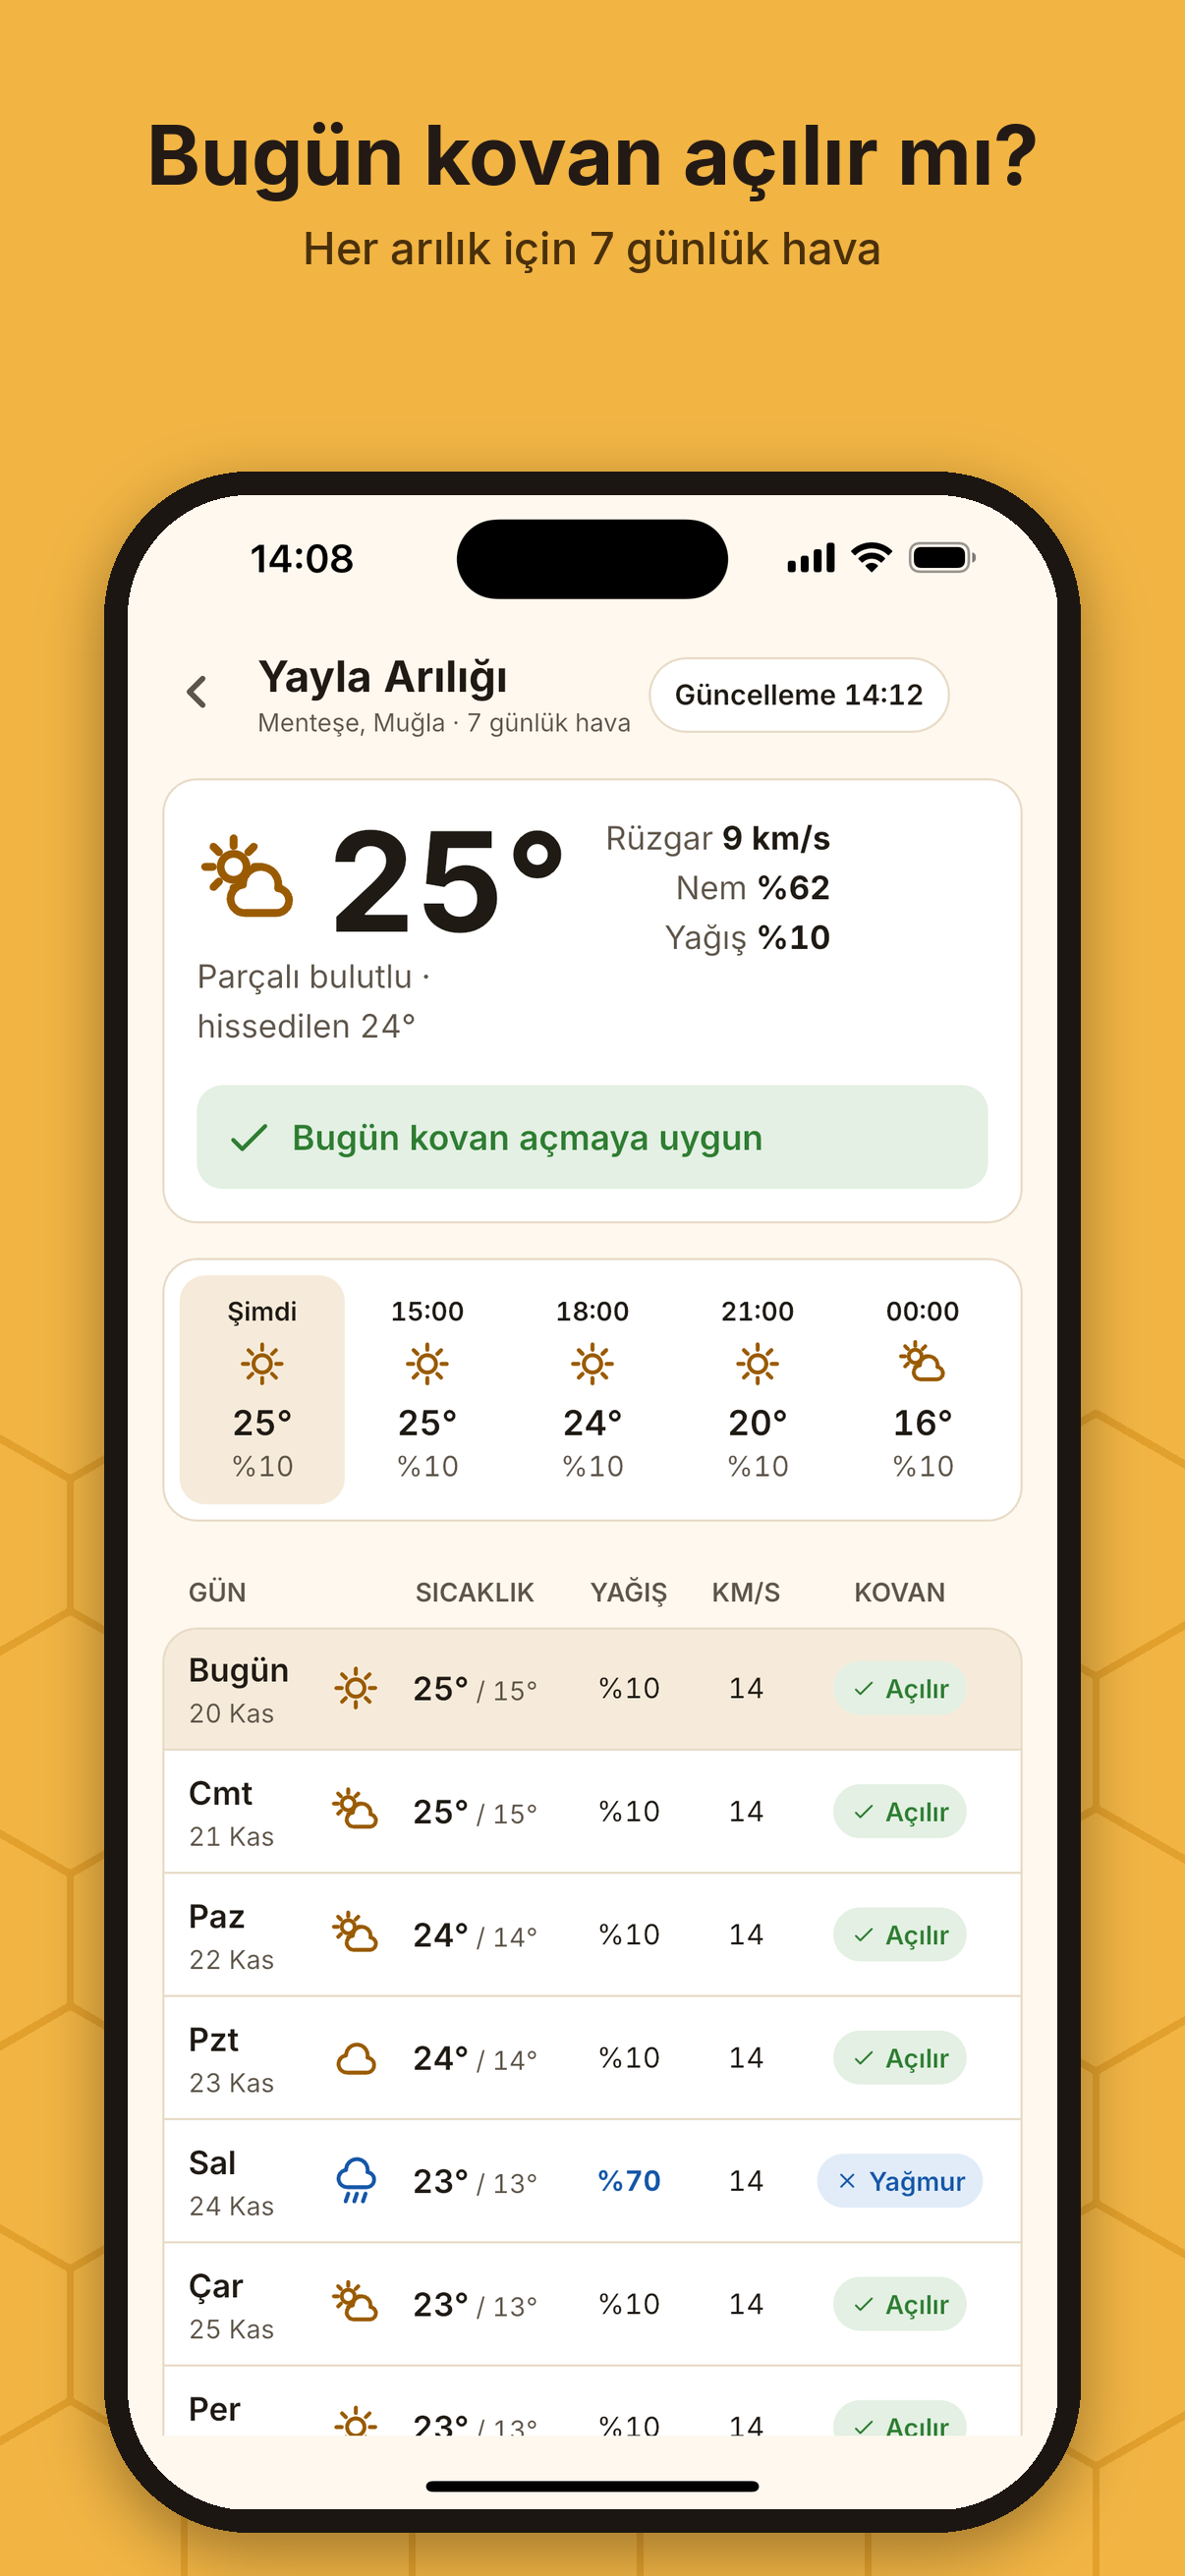 Bugün kovan açılır mı?
Her arılık için 7 günlük hava
14:08
Yayla Arılığı
Menteşe, Muğla · 7 günlük hava
Güncelleme 14:12
25°
Rüzgar 9 km/s
Nem %62
Yağış %10
Parçalı bulutlu ·
hissedilen 24°
Bugün kovan açmaya uygun
Şimdi 15:00 18:00 21:00 00:00
25° 25° 24° 20° 16°
%10 %10 %10 %10 %10
GÜN SICAKLIK YAĞIŞ KM/S KOVAN
Bugün
20 Kas
25° / 15° %10 14 Açılır
Cmt
21 Kas
25° / 15° %10 14 Açılır
Paz
22 Kas
24° / 14° %10 14 Açılır
Pzt
23 Kas
24° / 14° %10 14 Açılır
Sal
24 Kas
23° / 13° %70 14 Yağmur
Çar
25 Kas
23° / 13° %10 14 Açılır
Per
23° / 13° %10 14 Açılır